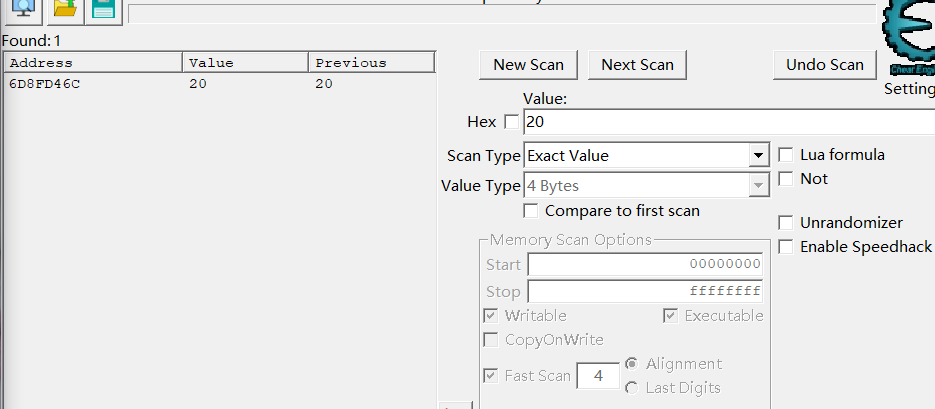 Found: 1
Address Value Previous
6D8FD46C 20 20
New Scan Next Scan Undo Scan
Cheat Engine
Setting
Value:
Hex 20
Scan Type Exact Value Lua formula
Value Type 4 Bytes Not
Compare to first scan
Unrandomizer
Enable Speedhack
Memory Scan Options
Start 00000000
Stop ffffffff
Writable Executable
CopyOnWrite
Fast Scan 4 Alignment
Last Digits